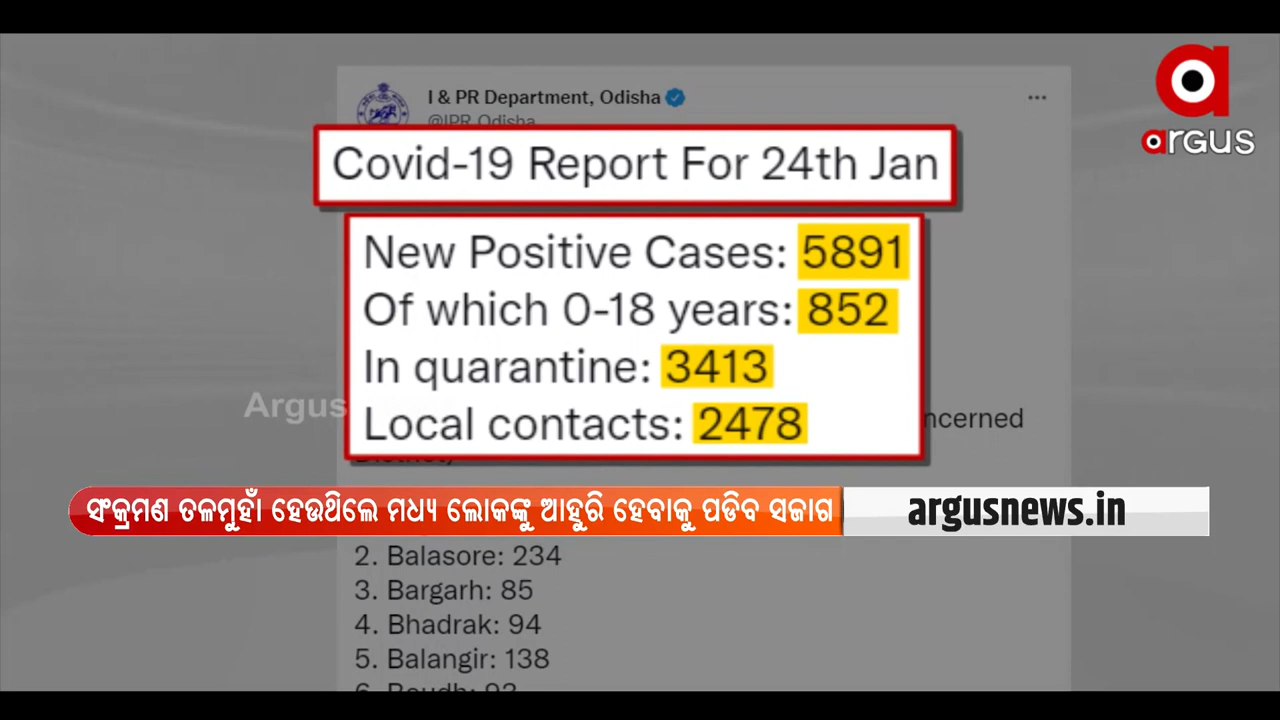 I & PR Department, Odisha
@IPR_Odisha
argus
Covid-19 Report For 24th Jan
New Positive Cases: 5891
Of which 0-18 years: 852
In quarantine: 3413
Local contacts: 2478
Argus
ncerned
ସଂକ୍ରମଣ ତଳମୁହାଁ ହେଉଥିଲେ ମଧ୍ୟ ଲୋକଙ୍କୁ ଆହୁରି ହେବାକୁ ପଡିବ ସଜାଗ
argusnews.in
2. Balasore: 234
3. Bargarh: 85
4. Bhadrak: 94
5. Balangir: 138